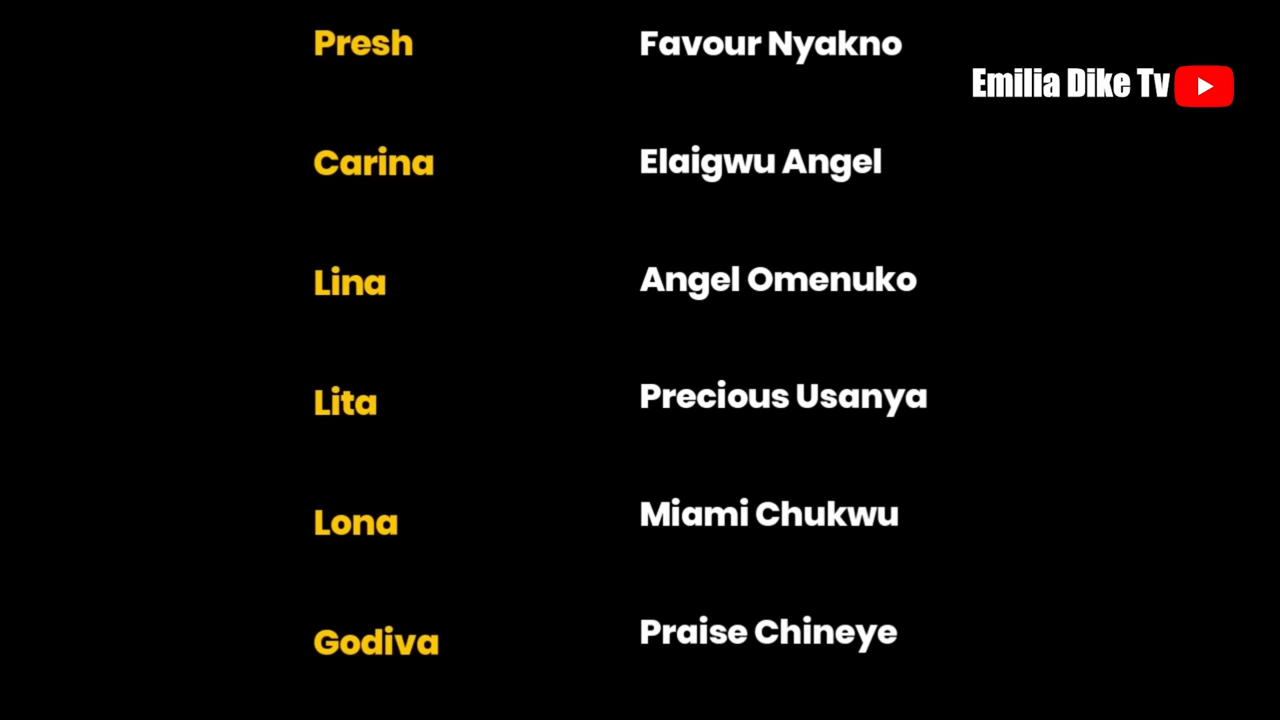 Presh Favour Nyakno
Emilia Dike Tv
Carina Elaigwu Angel
Lina Angel Omenuko
Lita Precious Usanya
Lona Miami Chukwu
Godiva Praise Chineye